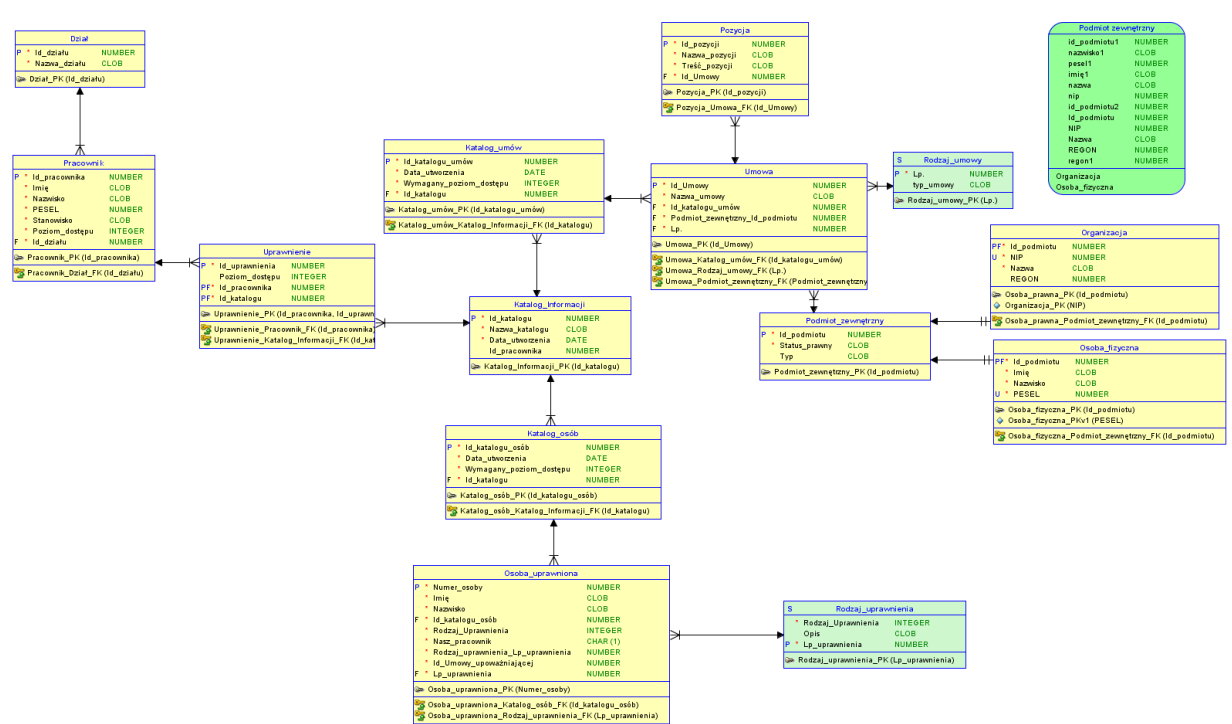 Dział
P * Id_działu NUMBER
* Nazwa_działu CLOB
Dział_PK (Id_działu)
Pracownik
P * Id_pracownika NUMBER
* Imię CLOB
* Nazwisko CLOB
* PESEL NUMBER
* Stanowisko CLOB
* Poziom_dostępu INTEGER
F * Id_działu NUMBER
Pracownik_PK (Id_pracownika)
Pracownik_Dział_FK (Id_działu)
Uprawnienie
P * Id_uprawnienia NUMBER
Poziom_dostępu INTEGER
PF* Id_pracownika NUMBER
PF* Id_katalogu NUMBER
Uprawnienie_PK (Id_pracownika, Id_uprawn
Uprawnienie_Pracownik_FK (Id_pracownika)
Uprawnienie_Katalog_Informacji_FK (Id_kat
Katalog_umów
P * Id_katalogu_umów NUMBER
* Data_utworzenia DATE
* Wymagany_poziom_dostępu INTEGER
F * Id_katalogu NUMBER
Katalog_umów_PK (Id_katalogu_umów)
Katalog_umów_Katalog_Informacji_FK (Id_katalogu)
Katalog_Informacji
P * Id_katalogu NUMBER
* Nazwa_katalogu CLOB
* Data_utworzenia DATE
Id_pracownika NUMBER
Katalog_Informacji_PK (Id_katalogu)
Katalog_osób
P * Id_katalogu_osób NUMBER
* Data_utworzenia DATE
* Wymagany_poziom_dostępu INTEGER
F * Id_katalogu NUMBER
Katalog_osób_PK (Id_katalogu_osób)
Katalog_osób_Katalog_Informacji_FK (Id_katalogu)
Osoba_uprawniona
P * Numer_osoby NUMBER
* Imię CLOB
* Nazwisko CLOB
F * Id_katalogu_osób NUMBER
* Rodzaj_Uprawnienia INTEGER
* Nasz_pracownik CHAR (1)
* Rodzaj_uprawnienia_Lp_uprawnienia NUMBER
* Id_Umowy_upoważniającej NUMBER
F * Lp_uprawnienia NUMBER
Osoba_uprawniona_PK (Numer_osoby)
Osoba_uprawniona_Katalog_osób_FK (Id_katalogu_osób)
Osoba_uprawniona_Rodzaj_uprawnienia_FK (Lp_uprawnienia)
Pozycja
P * Id_pozycji NUMBER
* Nazwa_pozycji CLOB
* Treść_pozycji CLOB
F * Id_Umowy NUMBER
Pozycja_PK (Id_pozycji)
Pozycja_Umowa_FK (Id_Umowy)
Umowa
P * Id_Umowy NUMBER
* Nazwa_umowy CLOB
F * Id_katalogu_umów NUMBER
F * Podmiot_zewnętrzny_Id_podmiotu NUMBER
F * Lp. NUMBER
Umowa_PK (Id_Umowy)
Umowa_Katalog_umów_FK (Id_katalogu_umów)
Umowa_Rodzaj_umowy_FK (Lp.)
Umowa_Podmiot_zewnętrzny_FK (Podmiot_zewnętrzny
S Rodzaj_umowy
P * Lp. NUMBER
typ_umowy CLOB
Rodzaj_umowy_PK (Lp.)
Podmiot_zewnętrzny
P * Id_podmiotu NUMBER
* Status_prawny CLOB
Typ CLOB
Podmiot_zewnętrzny_PK (Id_podmiotu)
Podmiot zewnętrzny
id_podmiotu1 NUMBER
nazwisko1 CLOB
pesel1 NUMBER
imię1 CLOB
nazwa CLOB
nip NUMBER
id_podmiotu2 NUMBER
Id_podmiotu NUMBER
NIP NUMBER
Nazwa CLOB
REGON NUMBER
regon1 NUMBER
Organizacja
Osoba_fizyczna
Organizacja
PF* Id_podmiotu NUMBER
U * NIP NUMBER
* Nazwa CLOB
REGON NUMBER
Osoba_prawna_PK (Id_podmiotu)
Organizacja_PK (NIP)
Osoba_prawna_Podmiot_zewnętrzny_FK (Id_podmiotu)
Osoba_fizyczna
PF* Id_podmiotu NUMBER
* Imię CLOB
* Nazwisko CLOB
U * PESEL NUMBER
Osoba_fizyczna_PK (Id_podmiotu)
Osoba_fizyczna_PKv1 (PESEL)
Osoba_fizyczna_Podmiot_zewnętrzny_FK (Id_podmiotu)
S Rodzaj_uprawnienia
* Rodzaj_Uprawnienia INTEGER
Opis CLOB
P * Lp_uprawnienia NUMBER
Rodzaj_uprawnienia_PK (Lp_uprawnienia)